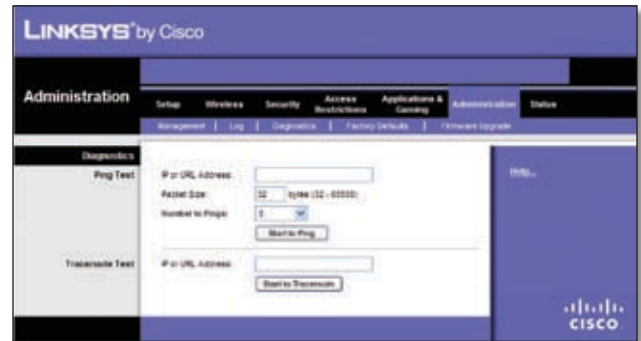 LINKSYS® by Cisco
Administration
Setup Wireless Security Access Restrictions Applications & Gaming Administration Status
Management | Log | Diagnostics | Factory Defaults | Firmware Upgrade
Diagnostics
Ping Test
IP or URL Address:
Packet Size: 32 bytes (32 - 65500)
Number to Pings: 5
Start to Ping
Traceroute Test
IP or URL Address:
Start to Traceroute
Help...
CISCO